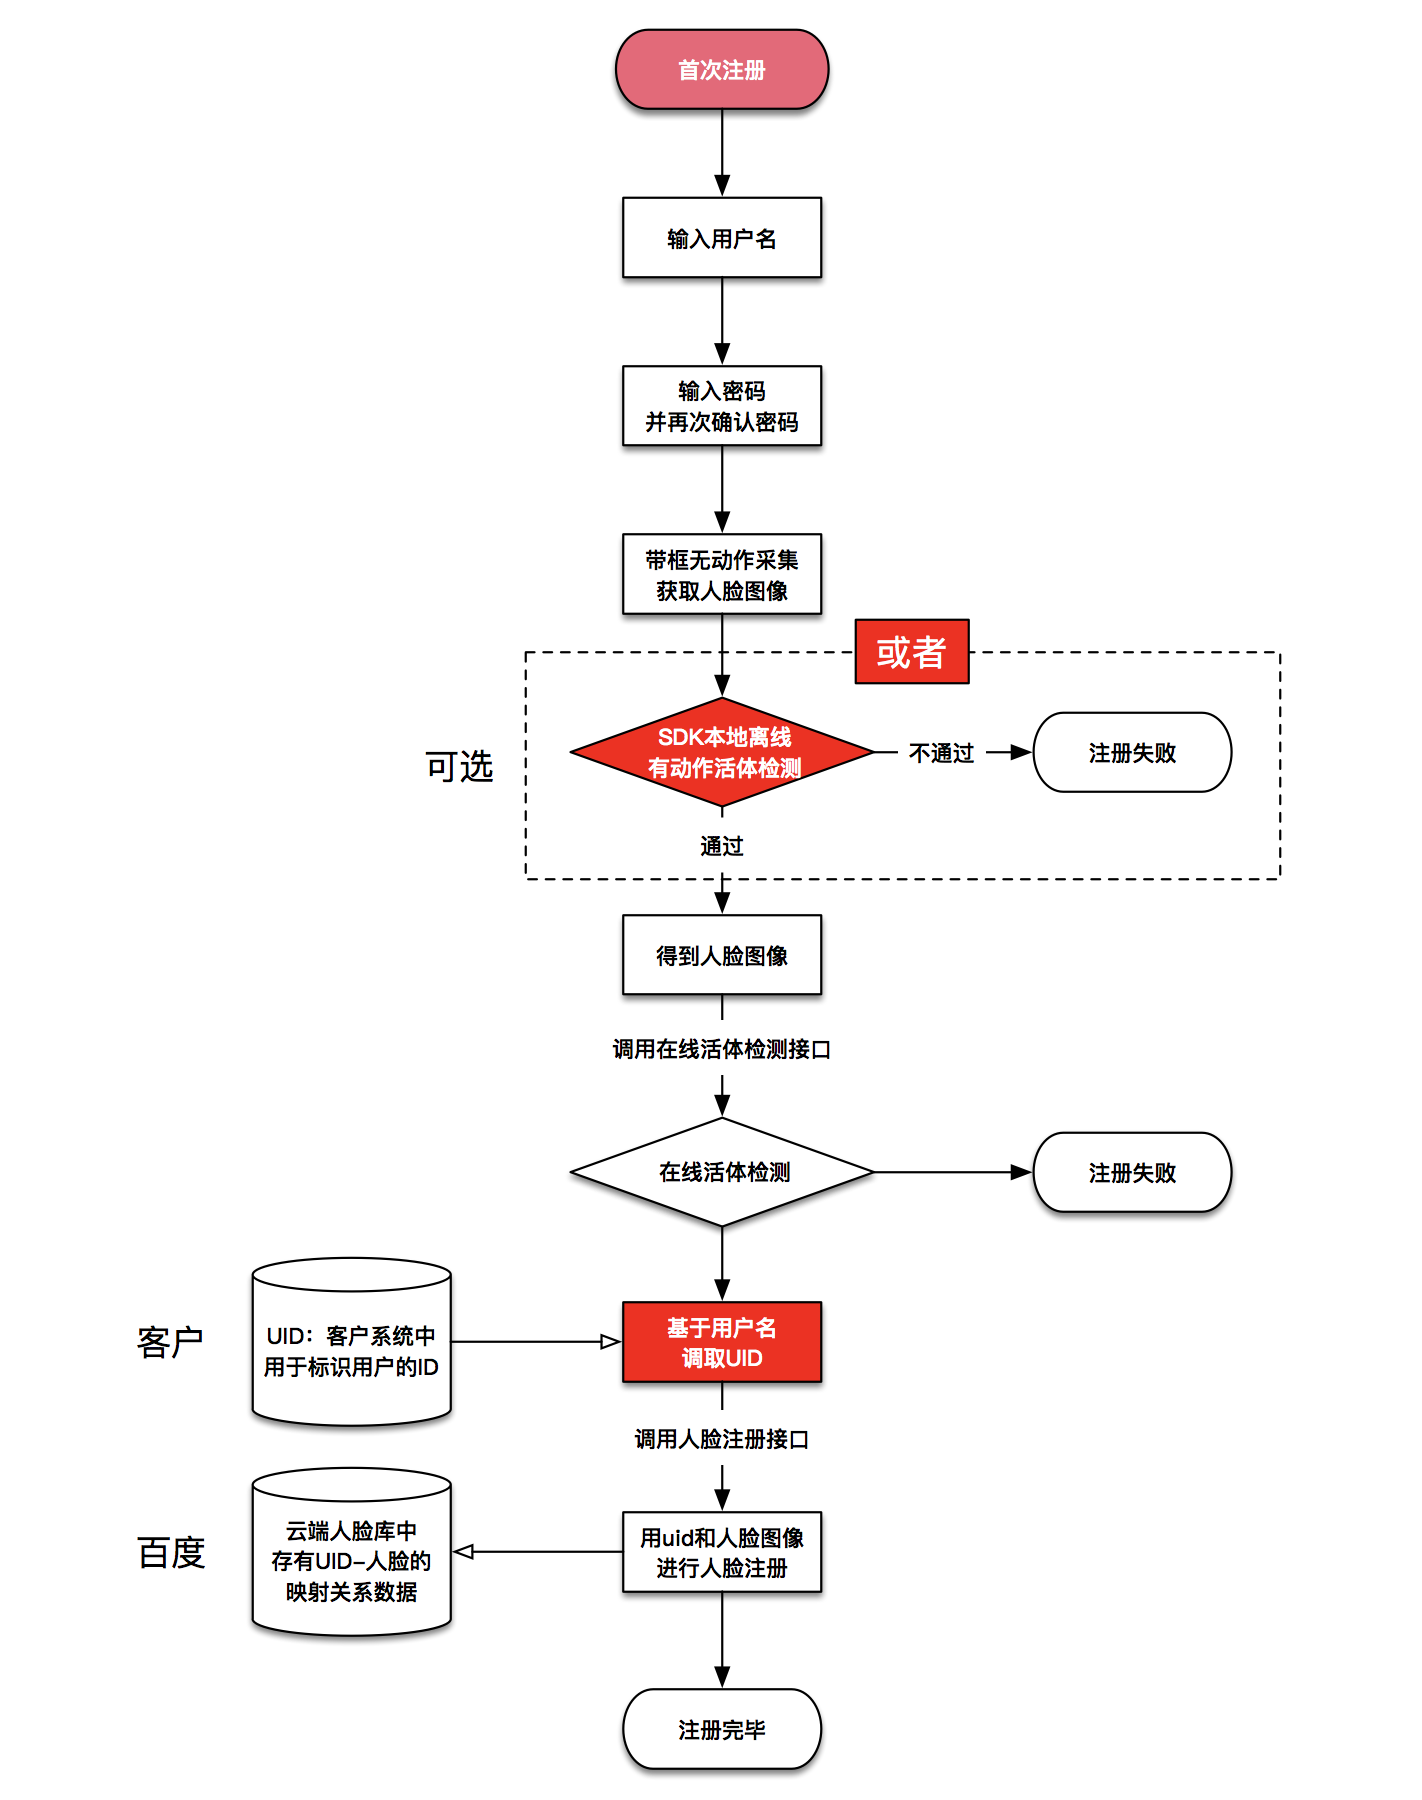 首次注册
输入用户名
输入密码
并再次确认密码
带框无动作采集
获取人脸图像
或者
可选
SDK本地离线
有动作活体检测
不通过
注册失败
通过
得到人脸图像
调用在线活体检测接口
在线活体检测
注册失败
客户
UID：客户系统中
用于标识用户的ID
基于用户名
调取UID
调用人脸注册接口
百度
云端人脸库中
存有UID-人脸的
映射关系数据
用uid和人脸图像
进行人脸注册
注册完毕